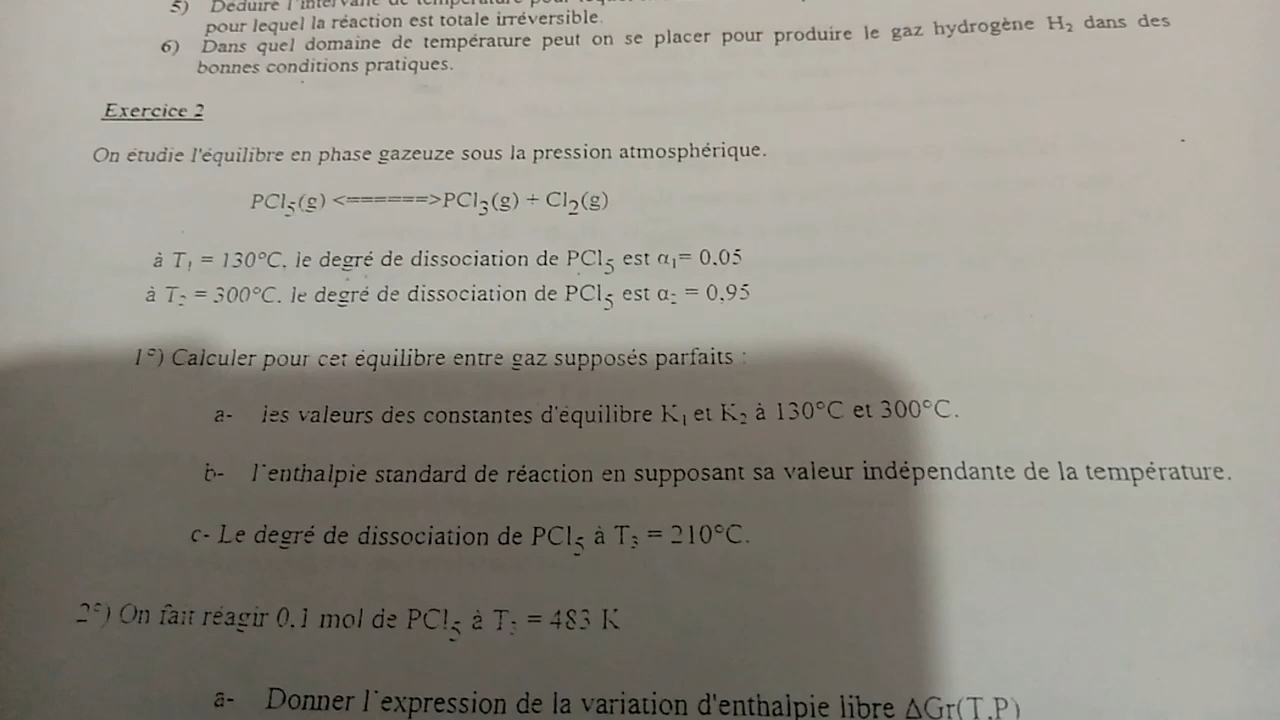 5) Déduire l'intervalle de température pour
pour lequel la réaction est totale irréversible.
6) Dans quel domaine de température peut on se placer pour produire le gaz hydrogène H₂ dans des
bonnes conditions pratiques.
Exercice 2
On étudie l'équilibre en phase gazeuze sous la pression atmosphérique.
PCl₅(g) <======>PCl₃(g) + Cl₂(g)
à T₁ = 130°C. le degré de dissociation de PCl₅ est α₁= 0.05
à T₂ = 300°C. le degré de dissociation de PCl₅ est α₂ = 0,95
1°) Calculer pour cet équilibre entre gaz supposés parfaits :
a- les valeurs des constantes d'équilibre K₁ et K₂ à 130°C et 300°C.
b- l'enthalpie standard de réaction en supposant sa valeur indépendante de la température.
c- Le degré de dissociation de PCl₅ à T₃ = 210°C.
2°) On fait réagir 0.1 mol de PCl₅ à T₃ = 483 K
a- Donner l'expression de la variation d'enthalpie libre ΔGr(T,P)